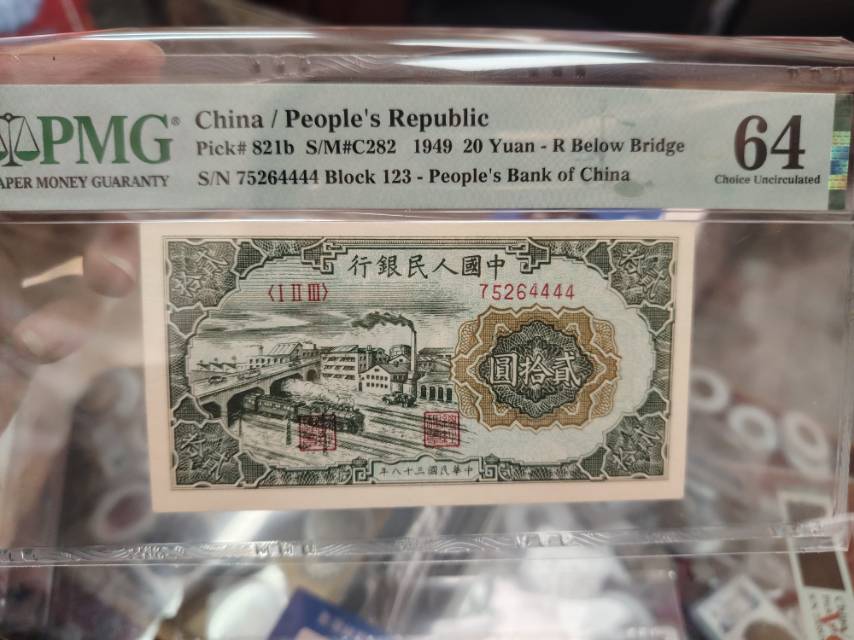 PMG®
APER MONEY GUARANTY
China / People's Republic
Pick# 821b S/M#C282 1949 20 Yuan - R Below Bridge
S/N 75264444 Block 123 - People's Bank of China
64
Choice Uncirculated
行銀民人國中
〈I II III〉
75264444
圓拾貳
年八十三國民華中